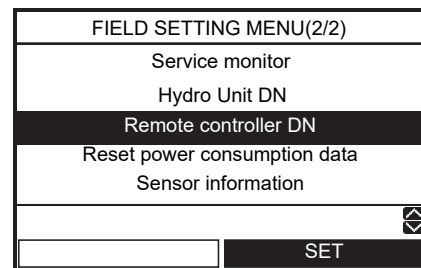 FIELD SETTING MENU(2/2)
Service monitor
Hydro Unit DN
Remote controller DN
Reset power consumption data
Sensor information
SET